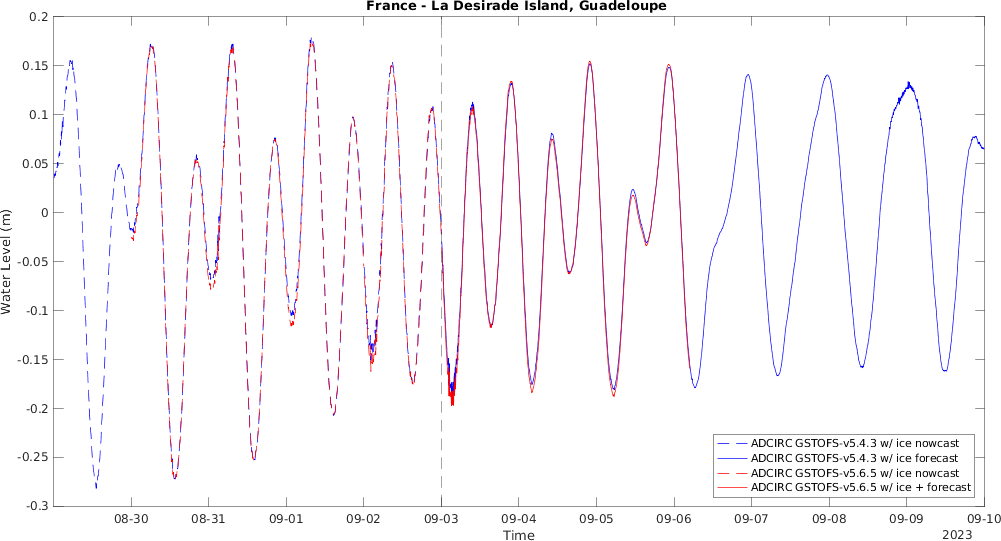 France - La Desirade Island, Guadeloupe
0.2
0.15
0.1
0.05
0
-0.05
-0.1
-0.15
-0.2
-0.25
-0.3
Water Level (m)
08-30 08-31 09-01 09-02 09-03 09-04 09-05 09-06 09-07 09-08 09-09 09-10
Time
2023
ADCIRC GSTOFS-v5.4.3 w/ ice nowcast
ADCIRC GSTOFS-v5.4.3 w/ ice forecast
ADCIRC GSTOFS-v5.6.5 w/ ice nowcast
ADCIRC GSTOFS-v5.6.5 w/ ice + forecast